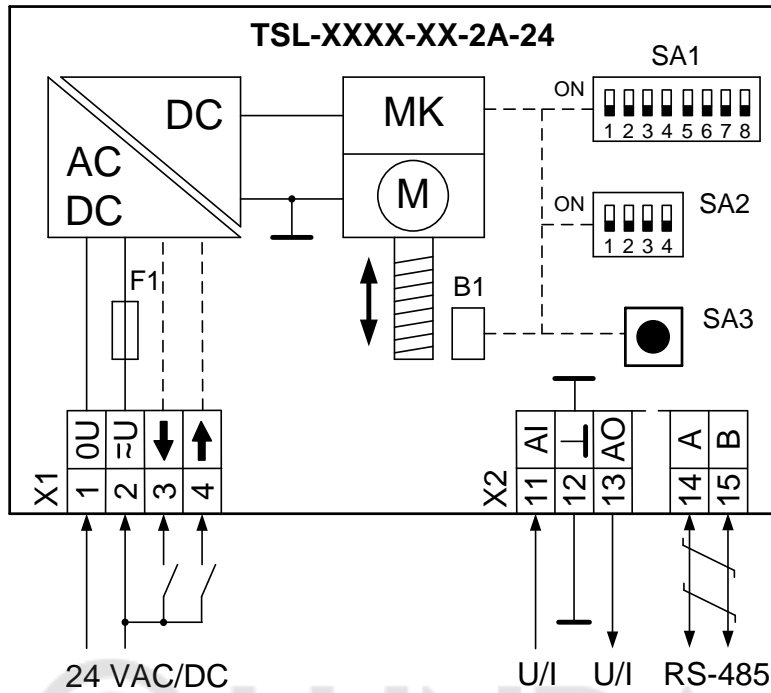 TSL-XXXX-XX-2A-24
SA1
ON
1 2 3 4 5 6 7 8
DC
AC
DC
MK
M
SA2
ON
1 2 3 4
F1
B1
SA3
X1
0U
≈U
1
2
3
4
X2
AI
AO
A
B
11
12
13
14
15
24 VAC/DC
U/I
U/I
RS-485